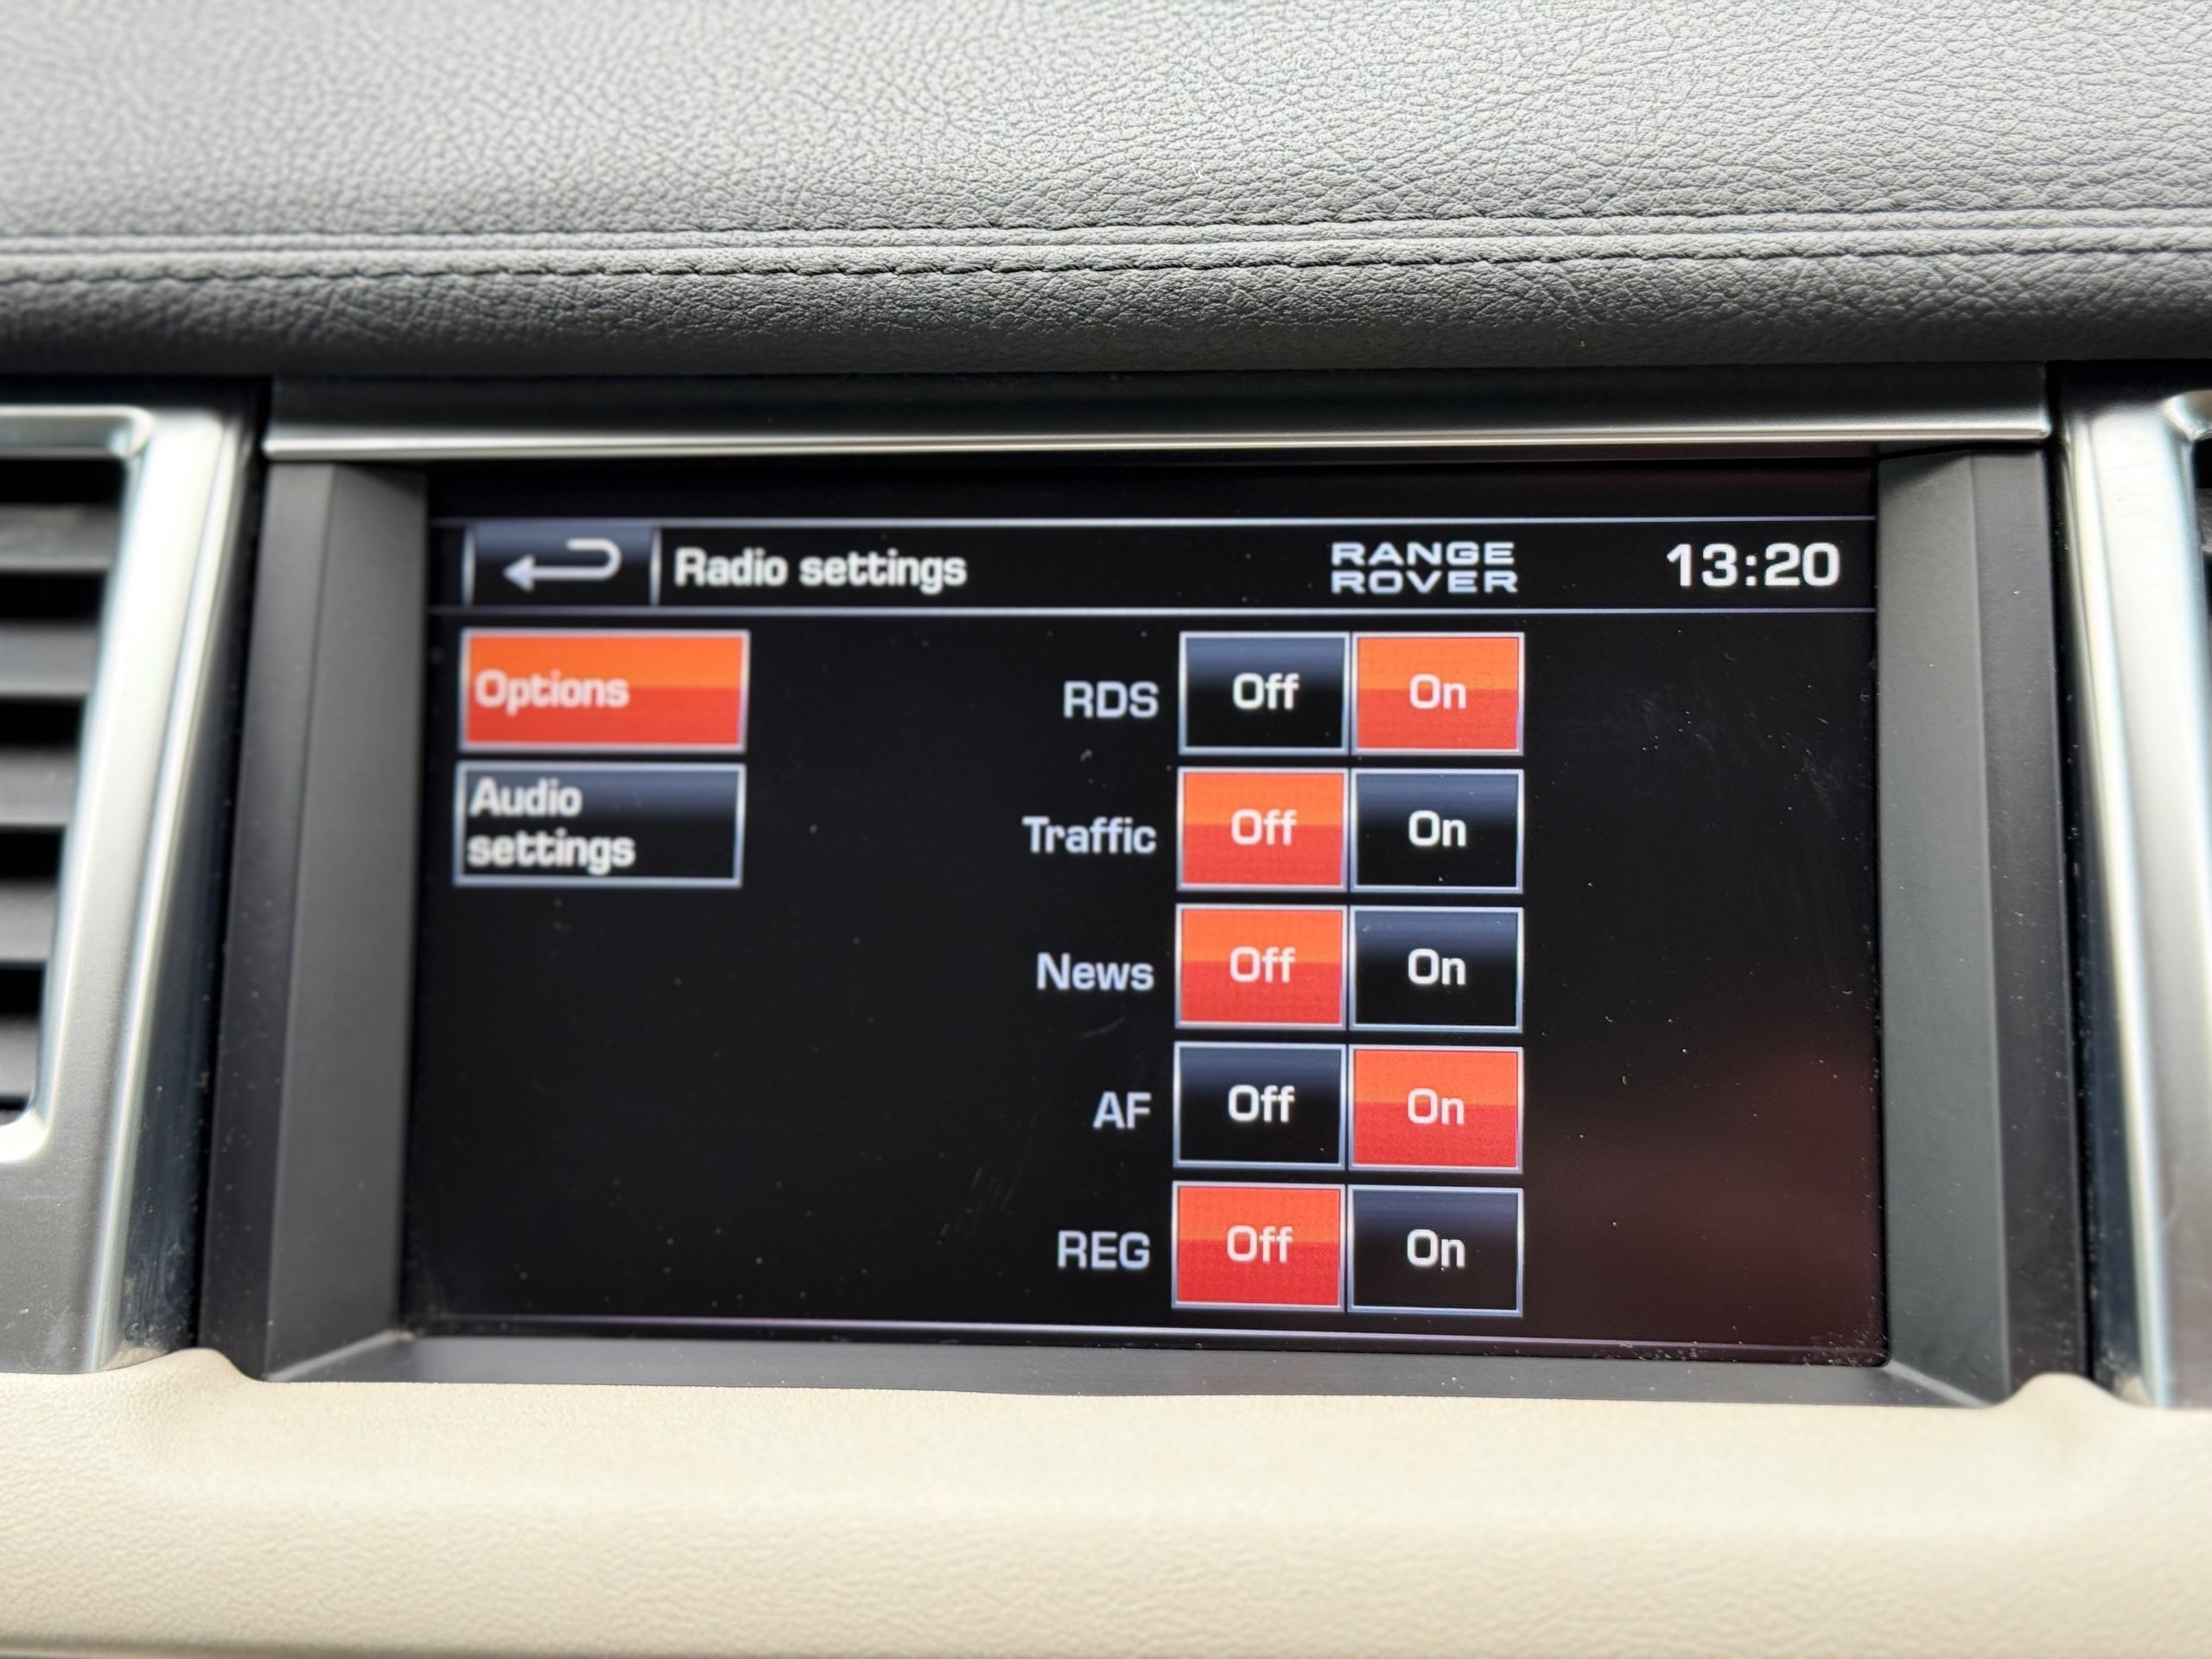 Radio settings
RANGE
ROVER
13:20
Options
Audio
settings
RDS Off On
Traffic Off On
News Off On
AF Off On
REG Off On